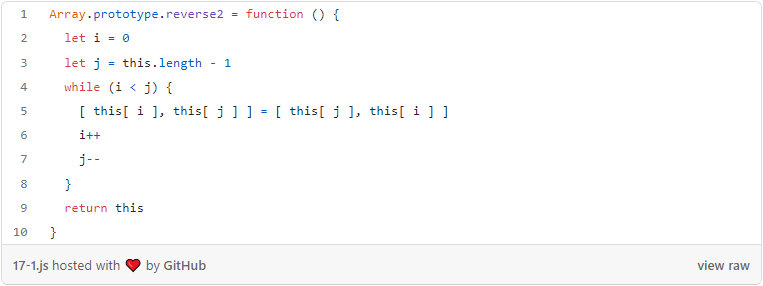 1 Array.prototype.reverse2 = function () {
2 let i = 0
3 let j = this.length - 1
4 while (i < j) {
5 [ this[ i ], this[ j ] ] = [ this[ j ], this[ i ] ]
6 i++
7 j--
8 }
9 return this
10 }
17-1.js hosted with ❤ by GitHub view raw